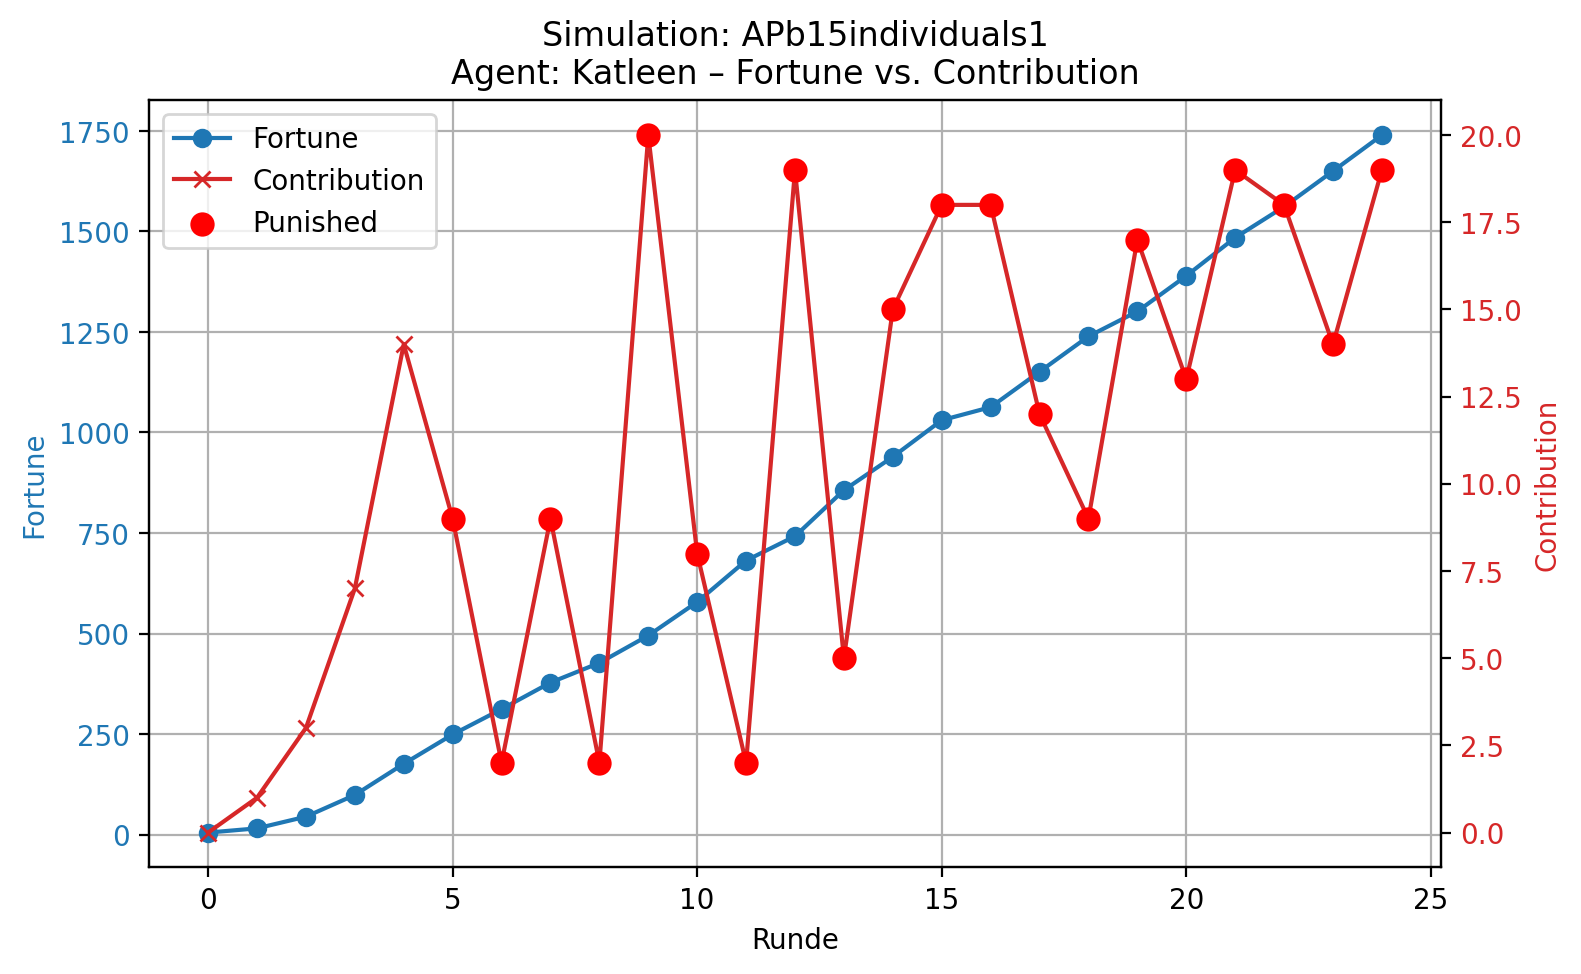 Simulation: APb15individuals1
Agent: Katleen – Fortune vs. Contribution
Fortune
Contribution
Punished
1750
1500
1250
1000
750
500
250
0
Fortune
20.0
17.5
15.0
12.5
10.0
7.5
5.0
2.5
0.0
Contribution
0 5 10 15 20 25
Runde